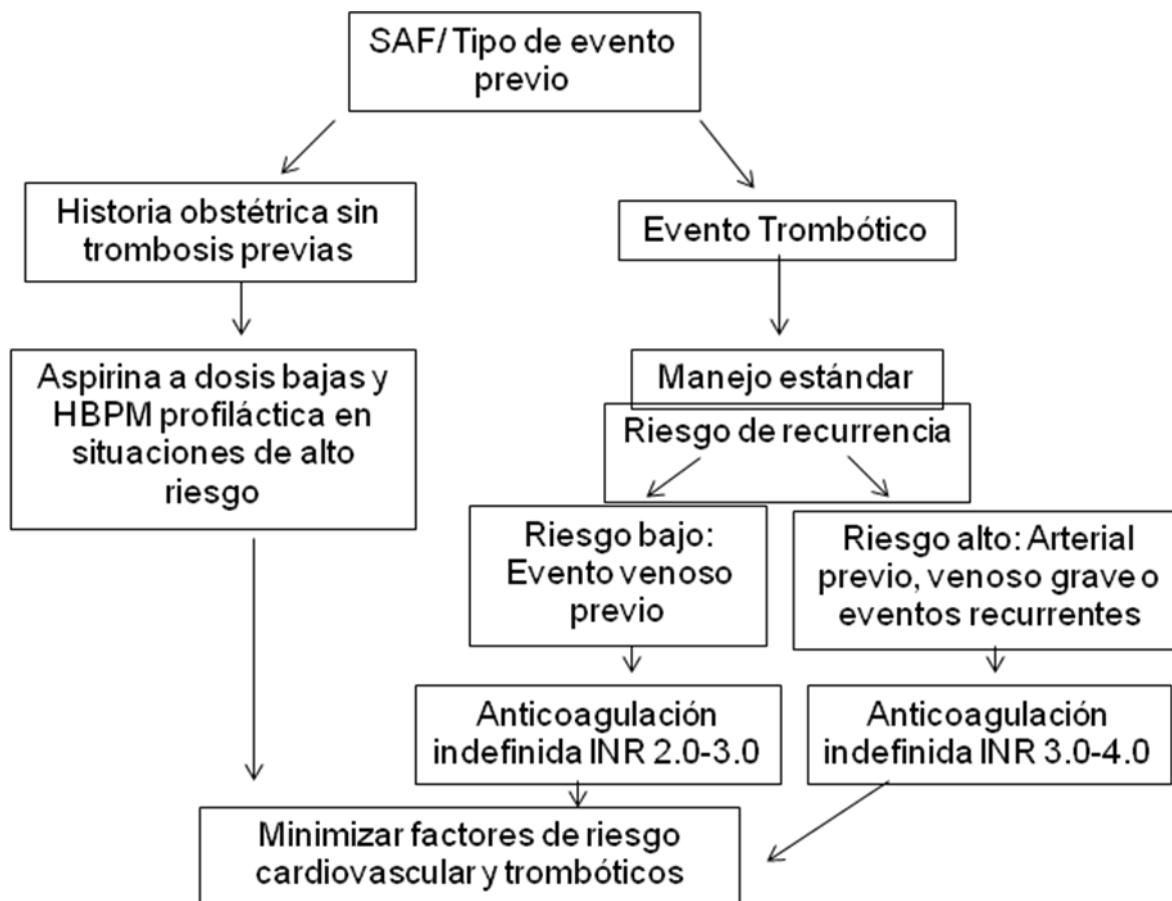 SAF/ Tipo de evento
previo
Historia obstétrica sin
trombosis previas
Evento Trombótico
Aspirina a dosis bajas y
HBPM profiláctica en
situaciones de alto
riesgo
Manejo estándar
Riesgo de recurrencia
Riesgo bajo:
Evento venoso
previo
Riesgo alto: Arterial
previo, venoso grave o
eventos recurrentes
Anticoagulación
indefinida INR 2.0-3.0
Anticoagulación
indefinida INR 3.0-4.0
Minimizar factores de riesgo
cardiovascular y trombóticos